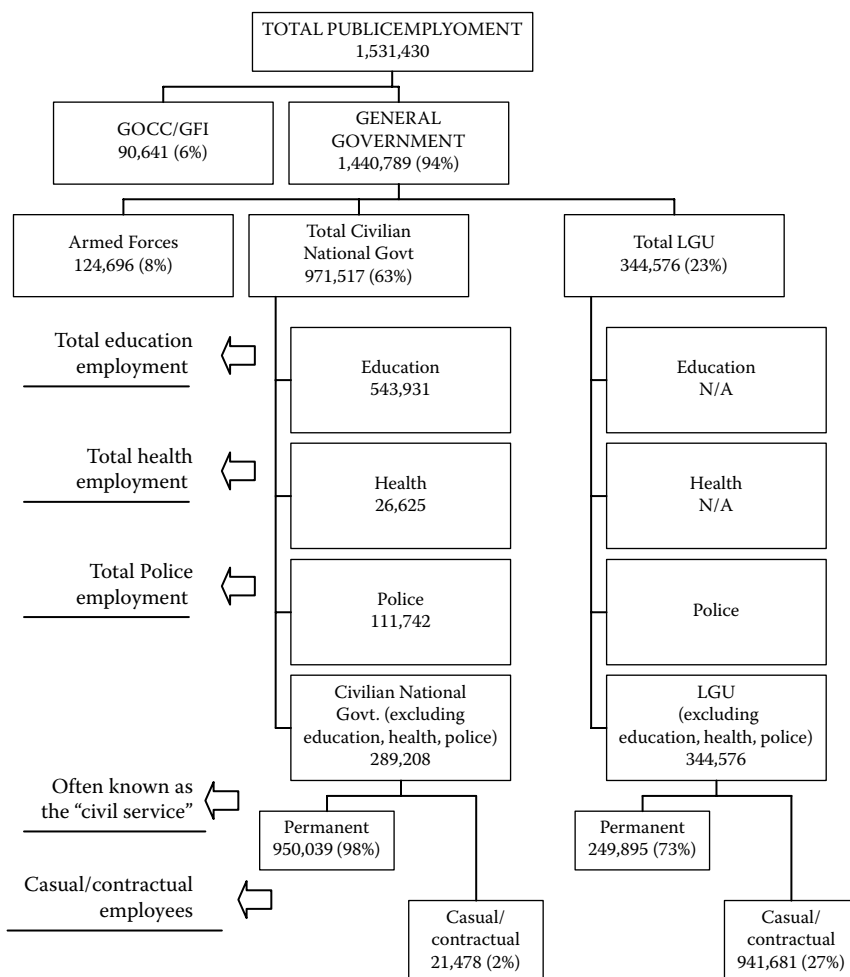 TOTAL PUBLICEMPLYOMENT
1,531,430
GOCC/GFI
90,641 (6%)
GENERAL
GOVERNMENT
1,440,789 (94%)
Armed Forces
124,696 (8%)
Total Civilian
National Govt
971,517 (63%)
Total LGU
344,576 (23%)
Total education
employment
Education
543,931
Education
N/A
Total health
employment
Health
26,625
Health
N/A
Total Police
employment
Police
111,742
Police
Civilian National
Govt. (excluding
education, health, police)
289,208
LGU
(excluding
education, health, police)
344,576
Often known as
the “civil service”
Permanent
950,039 (98%)
Permanent
249,895 (73%)
Casual/contractual
employees
Casual/
contractual
21,478 (2%)
Casual/
contractual
941,681 (27%)